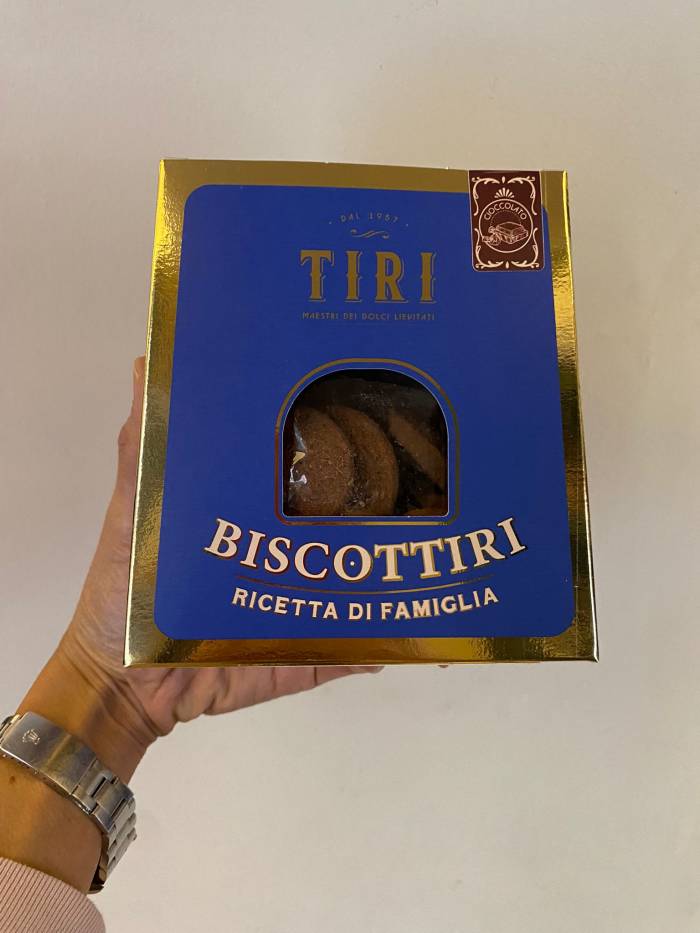 DAL 1957
TIRI
MAESTRI DEI DOLCI LIEVITATI
CIOCCOLATO
BISCOTTIRI
RICETTA DI FAMIGLIA